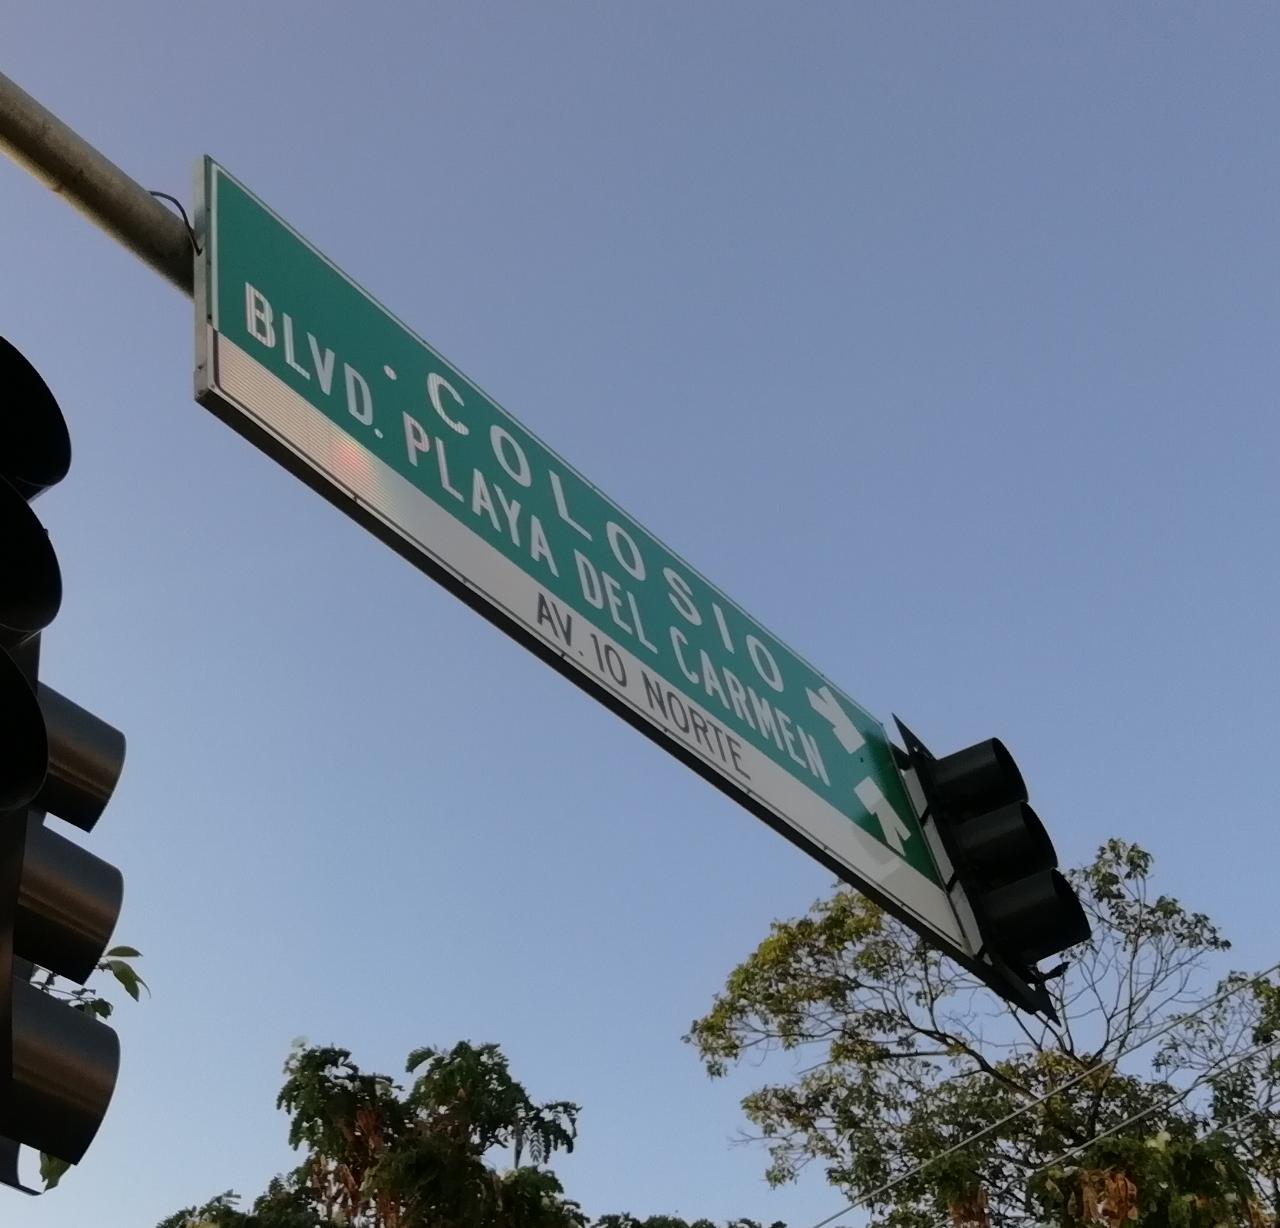 COLOSIO
BLVD. PLAYA DEL CARMEN
AV. 10 NORTE